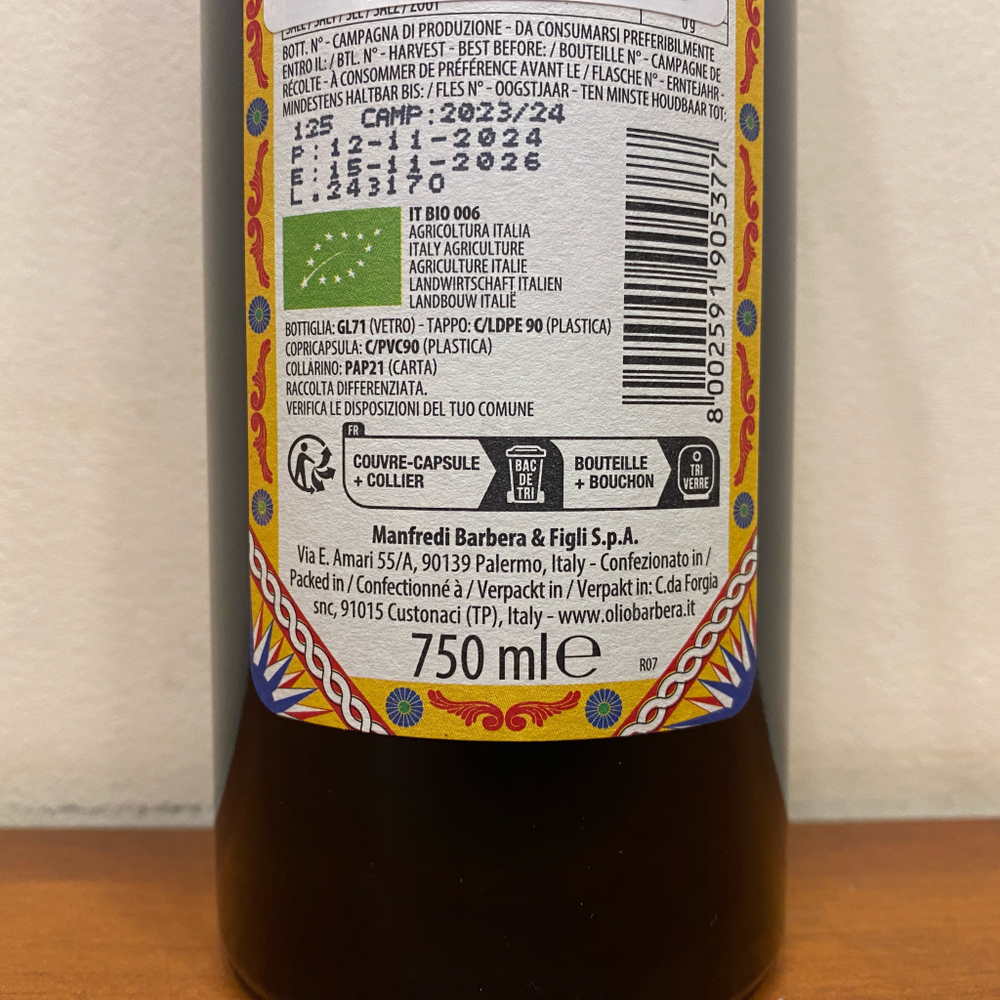 SALE / SALT / SEL / SALZ / ZOUT
0 g
BOTT. N° - CAMPAGNA DI PRODUZIONE - DA CONSUMARSI PREFERIBILMENTE
ENTRO IL: / BTL. N° - HARVEST - BEST BEFORE: / BOUTEILLE N° - CAMPAGNE DE
RÉCOLTE - À CONSOMMER DE PRÉFÉRENCE AVANT LE / FLASCHE N° - ERNTEJAHR -
MINDESTENS HALTBAR BIS: / FLES N° - OOGSTJAAR - TEN MINSTE HOUDBAAR TOT:
125 CAMP:2023/24
P:12-11-2024
E:15-11-2026
L.243170
IT BIO 006
AGRICOLTURA ITALIA
ITALY AGRICULTURE
AGRICULTURE ITALIE
LANDWIRTSCHAFT ITALIEN
LANDBOUW ITALIË
8 002591 905377
BOTTIGLIA: GL71 (VETRO) - TAPPO: C/LDPE 90 (PLASTICA)
COPRICAPSULA: C/PVC90 (PLASTICA)
COLLARINO: PAP21 (CARTA)
RACCOLTA DIFFERENZIATA.
VERIFICA LE DISPOSIZIONI DEL TUO COMUNE
FR
COUVRE-CAPSULE
+ COLLIER
BAC
DE
TRI
BOUTEILLE
+ BOUCHON
TRI
VERRE
Manfredi Barbera & Figli S.p.A.
Via E. Amari 55/A, 90139 Palermo, Italy - Confezionato in /
Packed in / Confectionné à / Verpackt in / Verpakt in: C.da Forgia
snc, 91015 Custonaci (TP), Italy - www.oliobarbera.it
750 ml e
R07